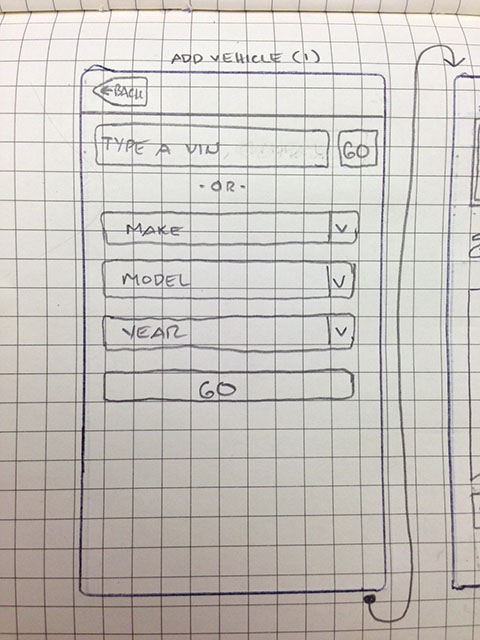 ADD VEHICLE (1)
BACK
TYPE A VIN GO
- OR -
MAKE V
MODEL V
YEAR V
GO